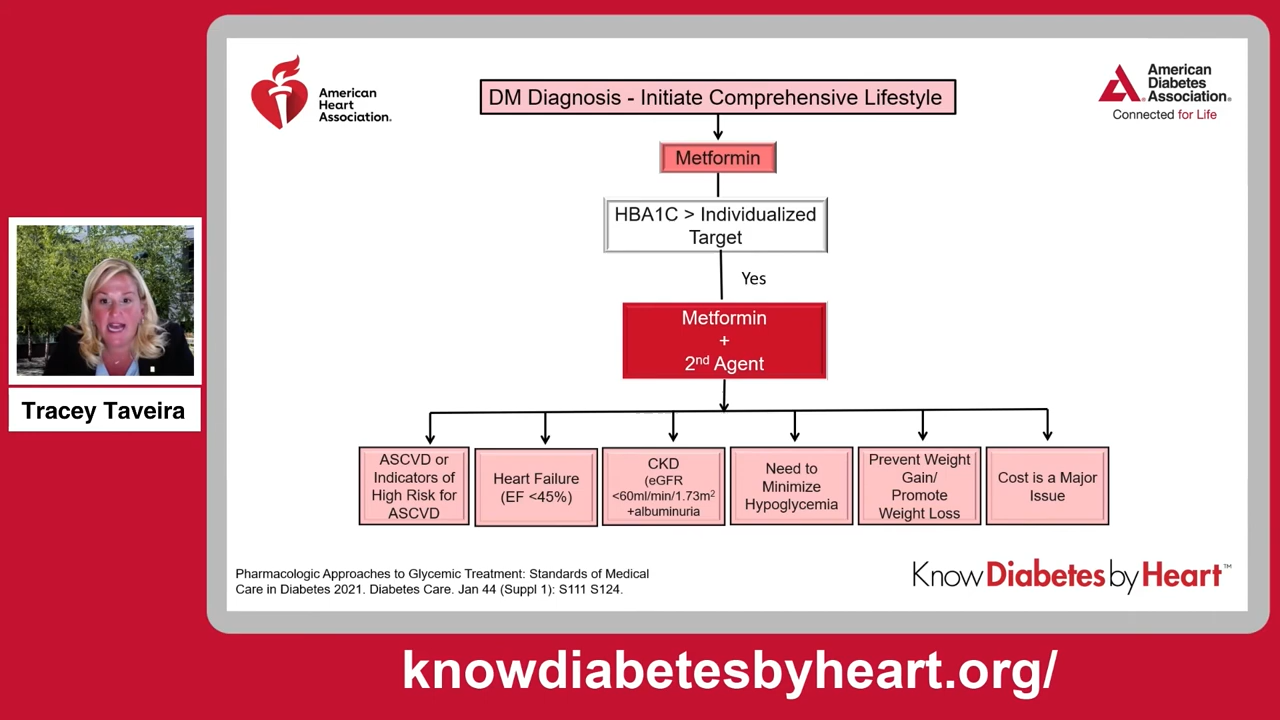 American
Heart
Association.
DM Diagnosis - Initiate Comprehensive Lifestyle
American
Diabetes
Association.
Connected for Life
Metformin
HBA1C > Individualized
Target
Yes
Metformin
+
2nd Agent
Tracey Taveira
ASCVD or
Indicators of
High Risk for
ASCVD
Heart Failure
(EF <45%)
CKD
(eGFR
<60ml/min/1.73m²
+albuminuria
Need to
Minimize
Hypoglycemia
Prevent Weight
Gain/
Promote
Weight Loss
Cost is a Major
Issue
Pharmacologic Approaches to Glycemic Treatment: Standards of Medical
Care in Diabetes 2021. Diabetes Care. Jan 44 (Suppl 1): S111 S124.
Know Diabetes by Heart™
knowdiabetesbyheart.org/